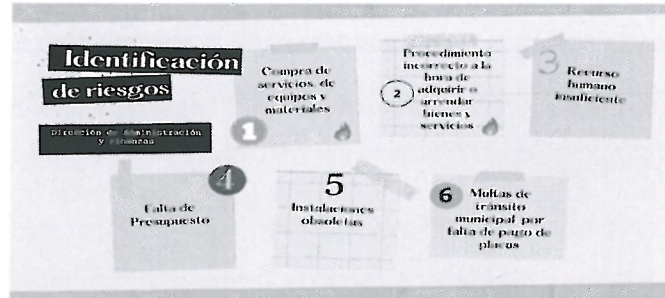 Identificación
de riesgos
Dirección de Administración
y Finanzas
1
Compra de
servicios, de
equipos y
materiales
2
Procedimiento
incorrecto a la
hora de
adquirir o
arrendar
bienes y
servicios
3
Recurso
humano
insuficiente
4
Falta de
Presupuesto
5
Instalaciones
obsoletas
6
Multas de
tránsito
municipal por
falta de pago de
placas